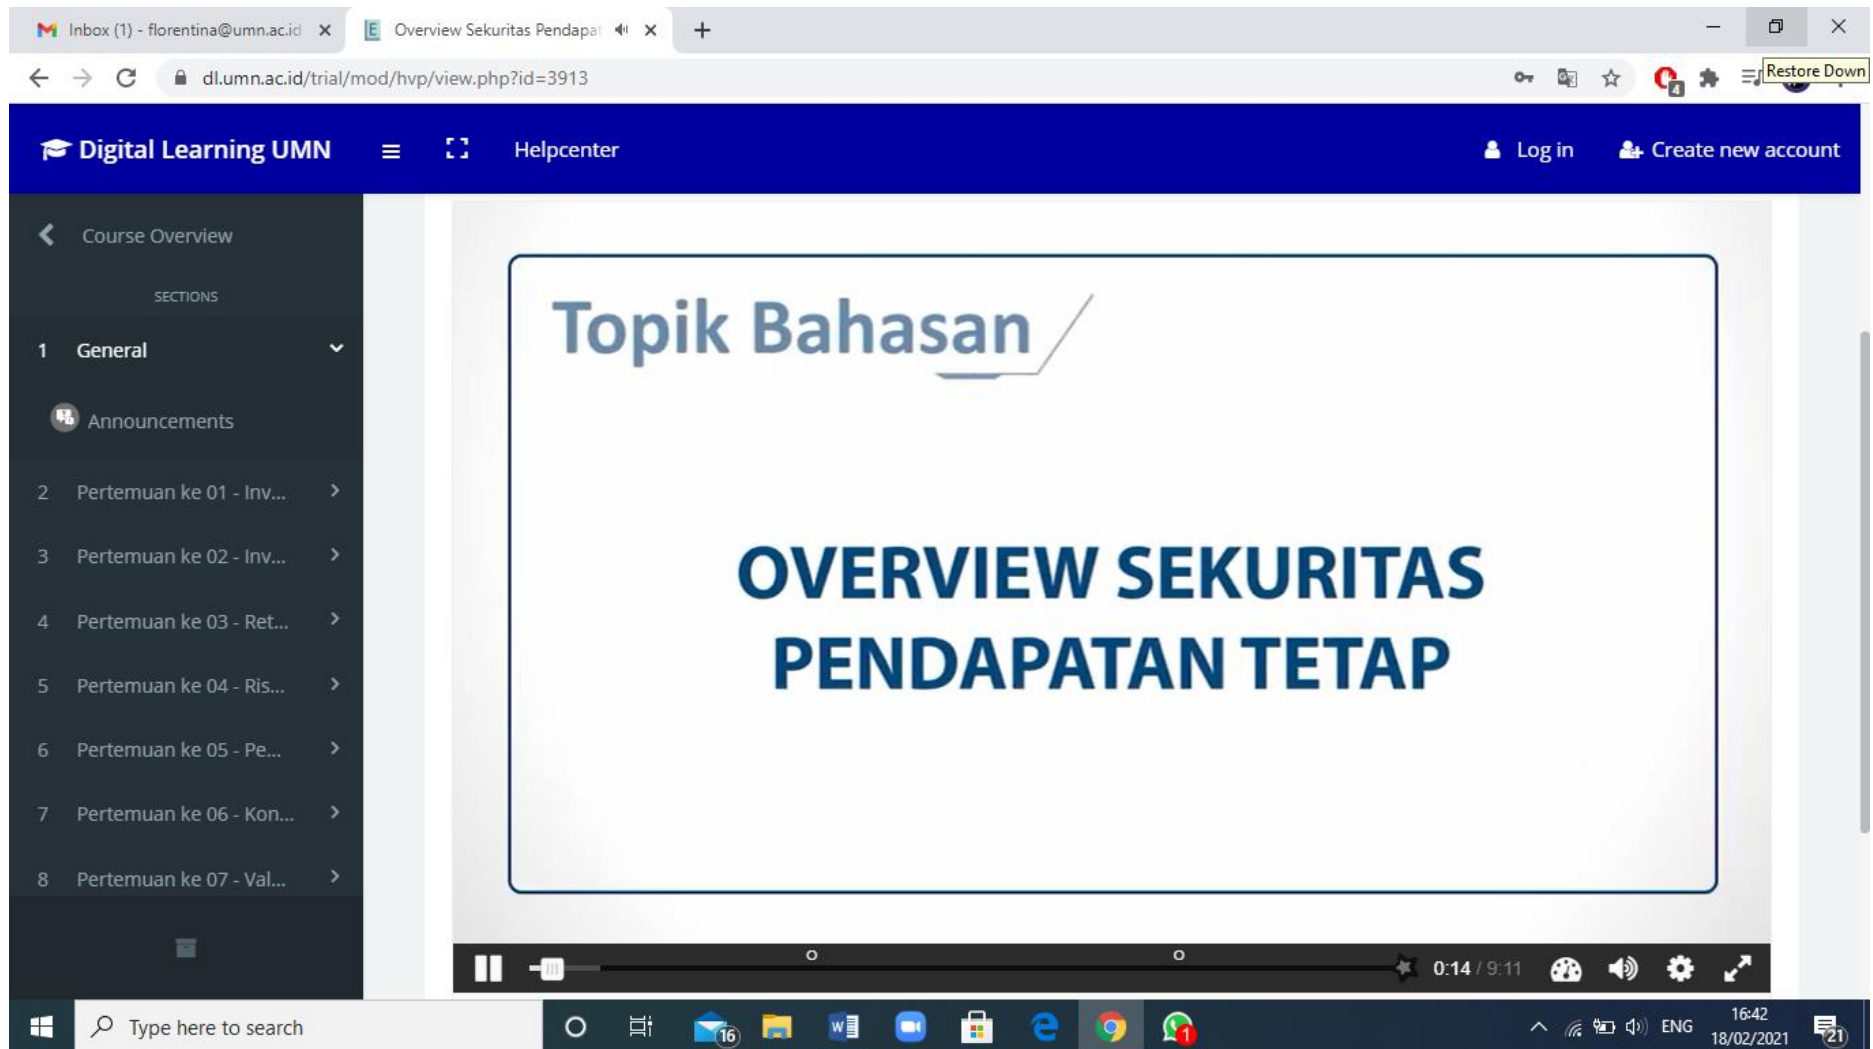 Inbox (1) - florentina@umn.ac.id
Overview Sekuritas Pendapat
dl.umn.ac.id/trial/mod/hvp/view.php?id=3913
4
Restore Down
Digital Learning UMN
Helpcenter
Log in
Create new account
Course Overview
SECTIONS
1 General
Announcements
2 Pertemuan ke 01 - Inv...
3 Pertemuan ke 02 - Inv...
4 Pertemuan ke 03 - Ret...
5 Pertemuan ke 04 - Ris...
6 Pertemuan ke 05 - Pe...
7 Pertemuan ke 06 - Kon...
8 Pertemuan ke 07 - Val...
Topik Bahasan
OVERVIEW SEKURITAS
PENDAPATAN TETAP
0:14 / 9:11
Type here to search
16
1
ENG
16:42
18/02/2021
21